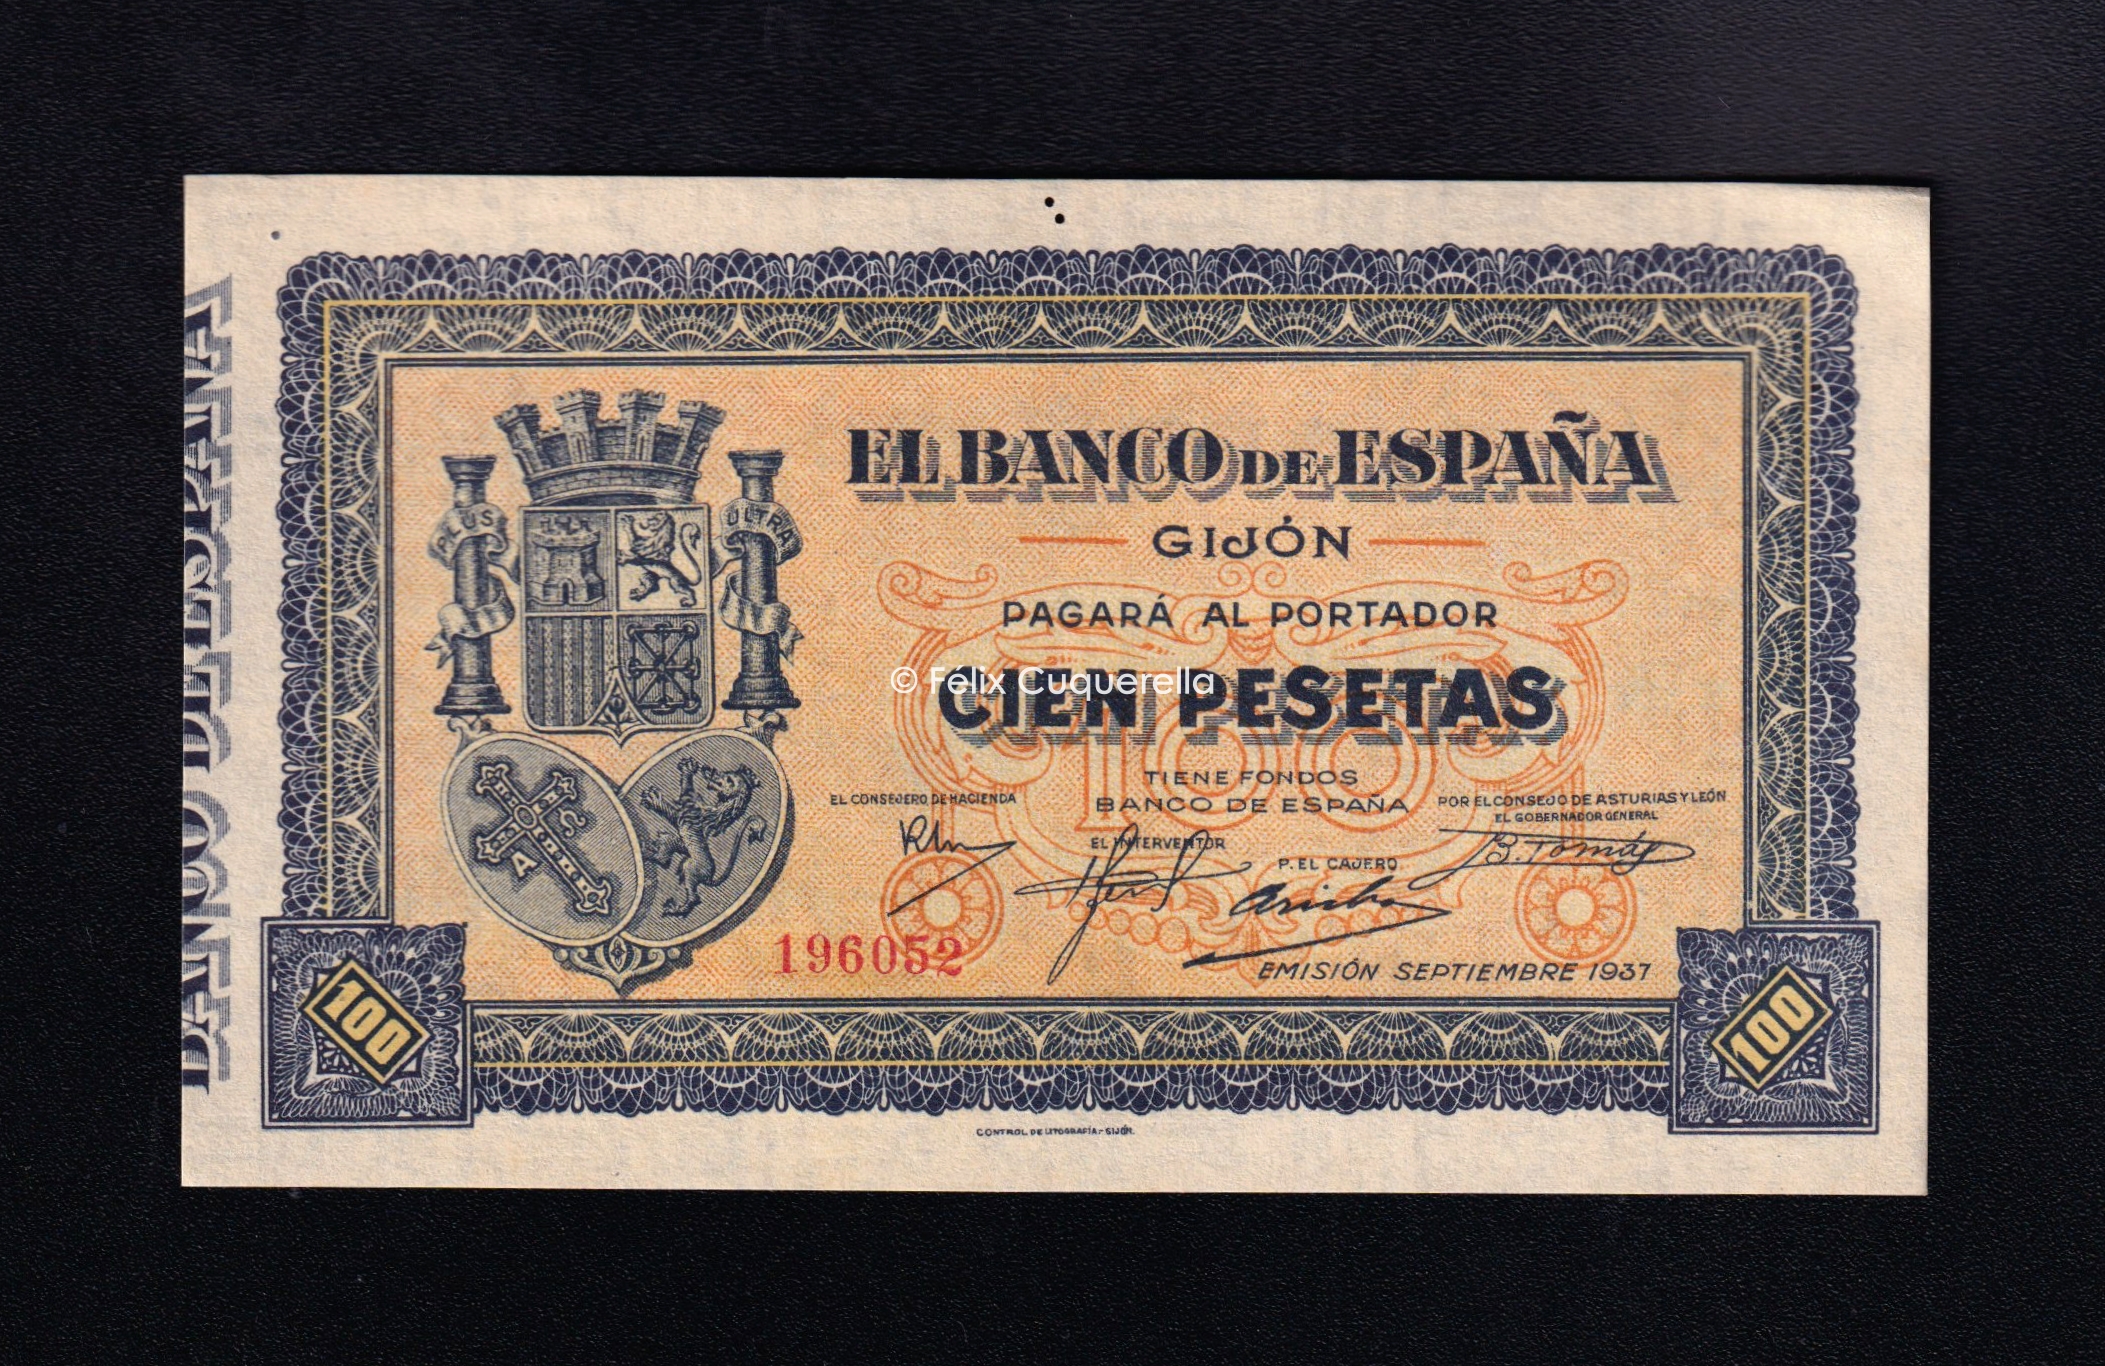 BANCO DE ESPAÑA
PLUS ULTRA
EL BANCO DE ESPAÑA
GIJÓN
PAGARÁ AL PORTADOR
CIEN PESETAS
© Félix Cuquerella
100
TIENE FONDOS
BANCO DE ESPAÑA
EL CONSEJERO DE HACIENDA
POR EL CONSEJO DE ASTURIAS Y LEÓN
EL GOBERNADOR GENERAL
EL INTERVENTOR
P. EL CAJERO
B. Tomás
A
196052
EMISIÓN SEPTIEMBRE 1937
100
100
CONTROL DE LITOGRAFÍA.- GIJÓN.